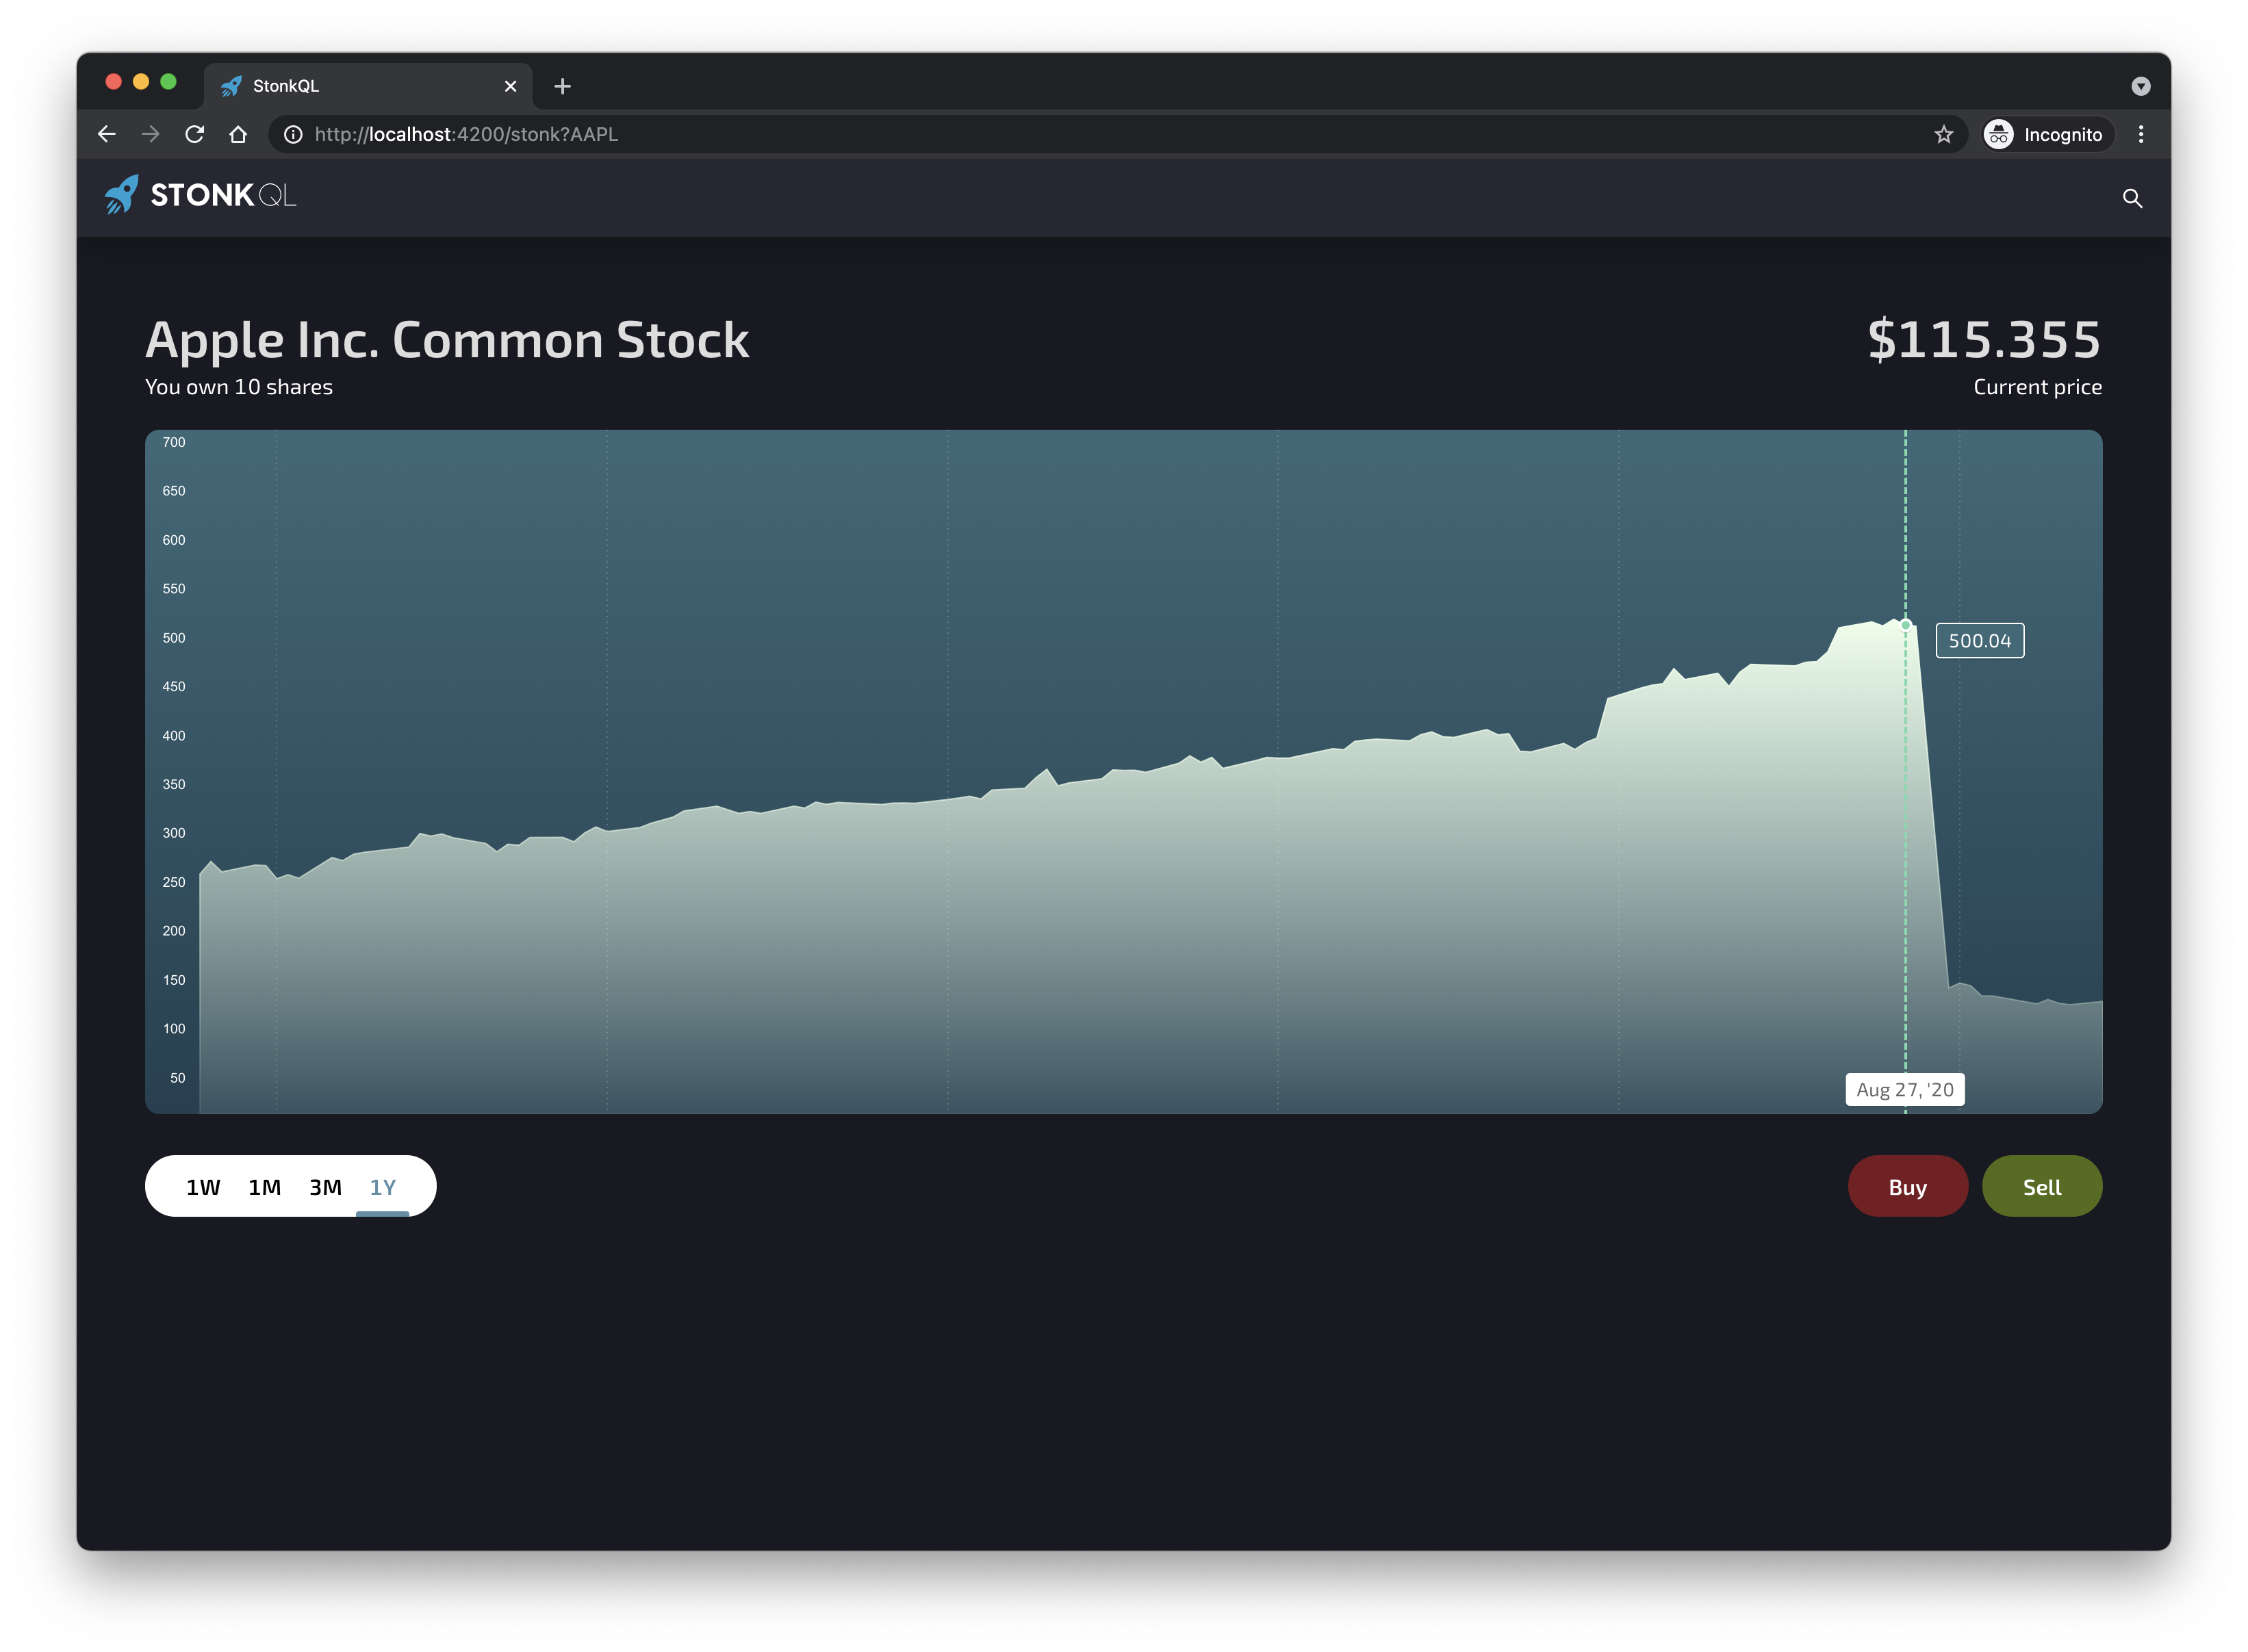 StonkQL
http://localhost:4200/stonk?AAPL
Incognito
STONKQL
Apple Inc. Common Stock
$115.355
You own 10 shares
Current price
700
650
600
550
500
500.04
450
400
350
300
250
200
150
100
50
Aug 27, '20
1W 1M 3M 1Y
Buy
Sell